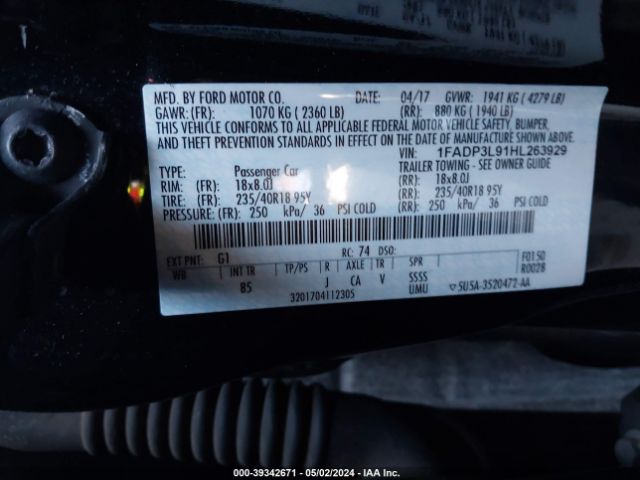 MFD. BY FORD MOTOR CO. DATE: 04/17 GVWR: 1941 KG ( 4279 LB)
GAWR: (FR): 1070 KG ( 2360 LB) (RR): 880 KG ( 1940 LB)
THIS VEHICLE CONFORMS TO ALL APPLICABLE FEDERAL MOTOR VEHICLE SAFETY, BUMPER,
AND THEFT PREVENTION STANDARDS IN EFFECT ON THE DATE OF MANUFACTURE SHOWN ABOVE.
VIN: 1FADP3L91HL263929
TYPE: Passenger Car TRAILER TOWING - SEE OWNER GUIDE
RIM: (FR): 18x8.0J (RR): 18x8.0J
TIRE: (FR): 235/40R18 95Y (RR): 235/40R18 95Y
PRESSURE: (FR): 250 kPa/ 36 PSI COLD (RR): 250 kPa/ 36 PSI COLD
EXT PNT: G1 RC: 74 DSO: F0150
WB INT TR TP/PS R AXLE TR SPR R0028
85 J CA V SSSS
UMU
3201704112305 5U5A-3520472-AA
000-39342671 - 05/02/2024 - IAA Inc.